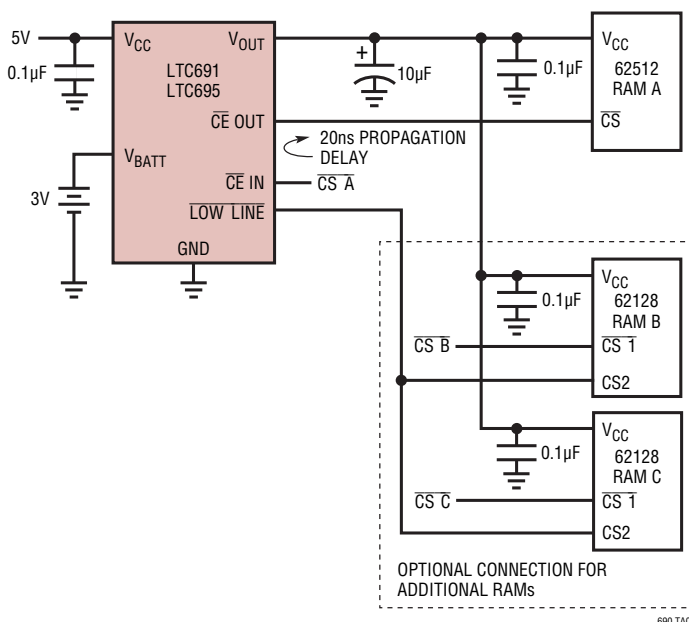 5V
0.1µF
VCC
VOUT
LTC691
LTC695
CE OUT
VBATT
CE IN
LOW LINE
GND
3V
+
10µF
0.1µF
VCC
62512
RAM A
CS
20ns PROPAGATION
DELAY
CS A
0.1µF
VCC
62128
RAM B
CS B
CS 1
CS2
0.1µF
VCC
62128
RAM C
CS C
CS 1
CS2
OPTIONAL CONNECTION FOR
ADDITIONAL RAMs